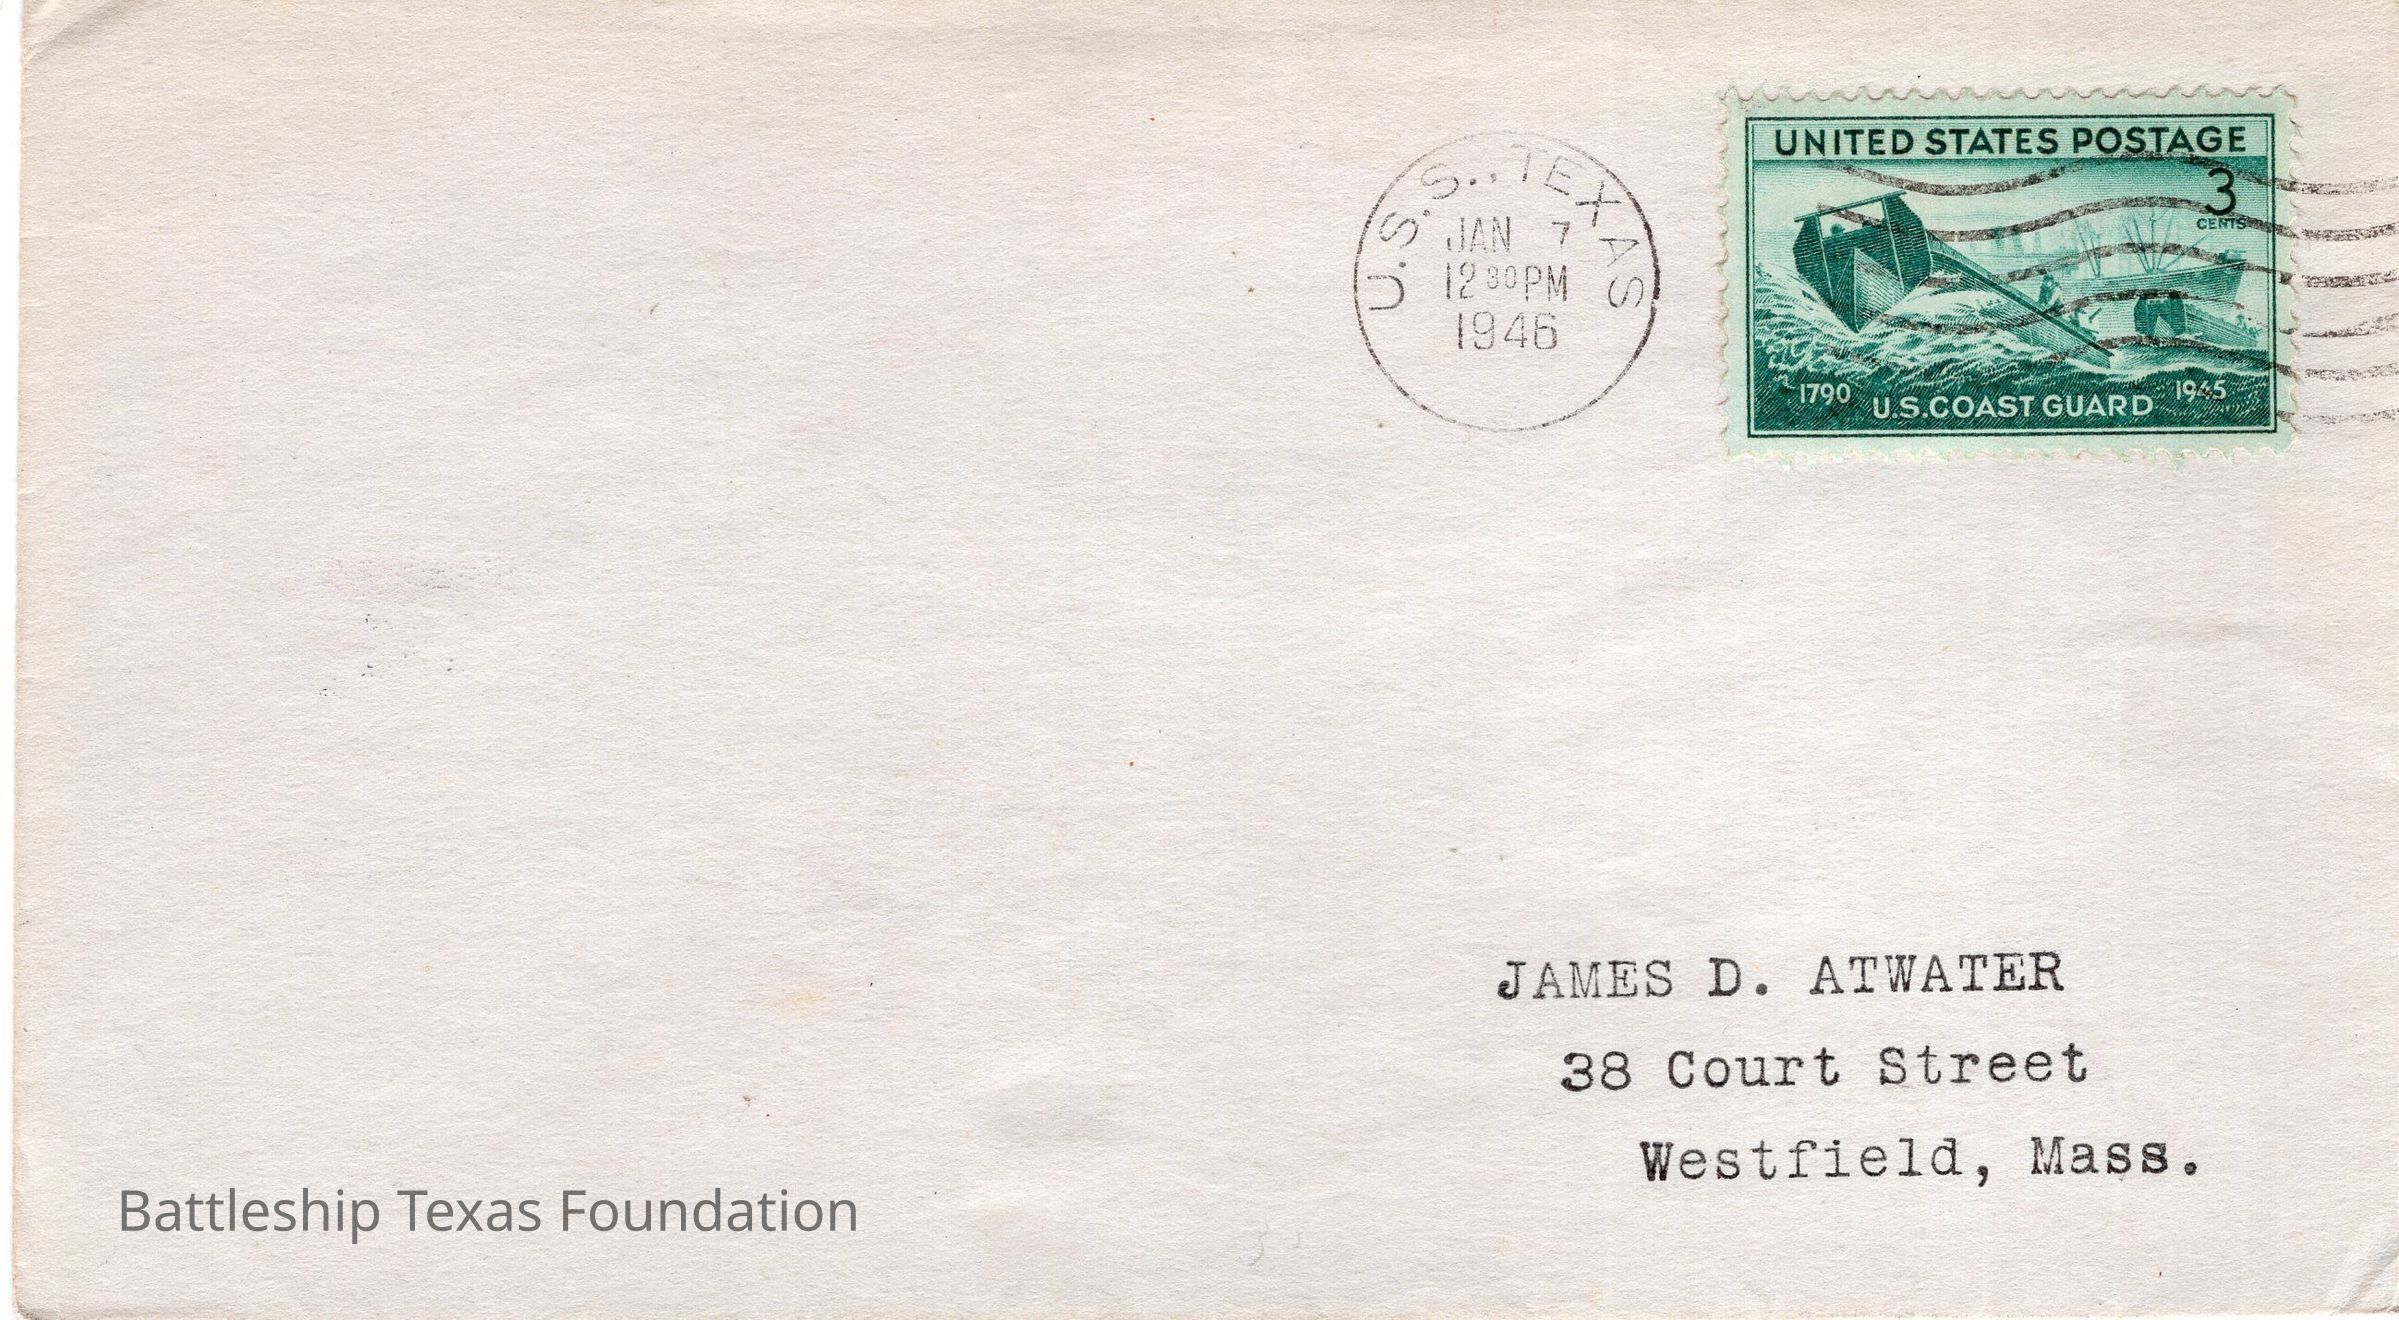 U.S.S., TEXAS
JAN 7
12 30 PM
1946
UNITED STATES POSTAGE
3
CENTS
1790 U.S.COAST GUARD 1945
JAMES D. ATWATER
38 Court Street
Westfield, Mass.
Battleship Texas Foundation